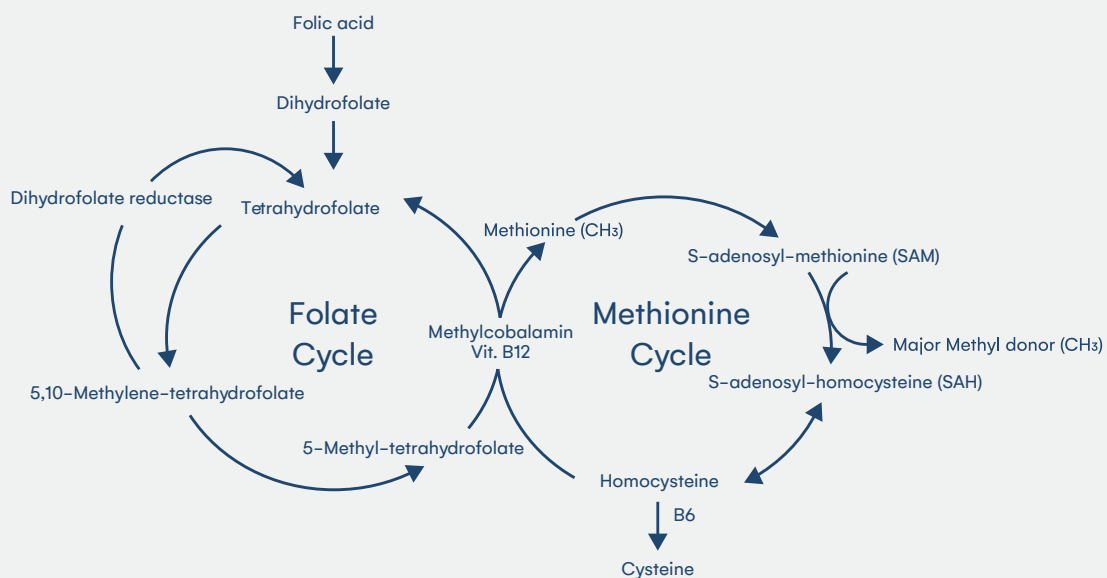 Folic acid
Dihydrofolate
Dihydrofolate reductase
Tetrahydrofolate
Methionine (CH₃)
S-adenosyl-methionine (SAM)
Folate
Cycle
Methylcobalamin
Vit. B12
Methionine
Cycle
Major Methyl donor (CH₃)
S-adenosyl-homocysteine (SAH)
5,10-Methylene-tetrahydrofolate
5-Methyl-tetrahydrofolate
Homocysteine
B6
Cysteine